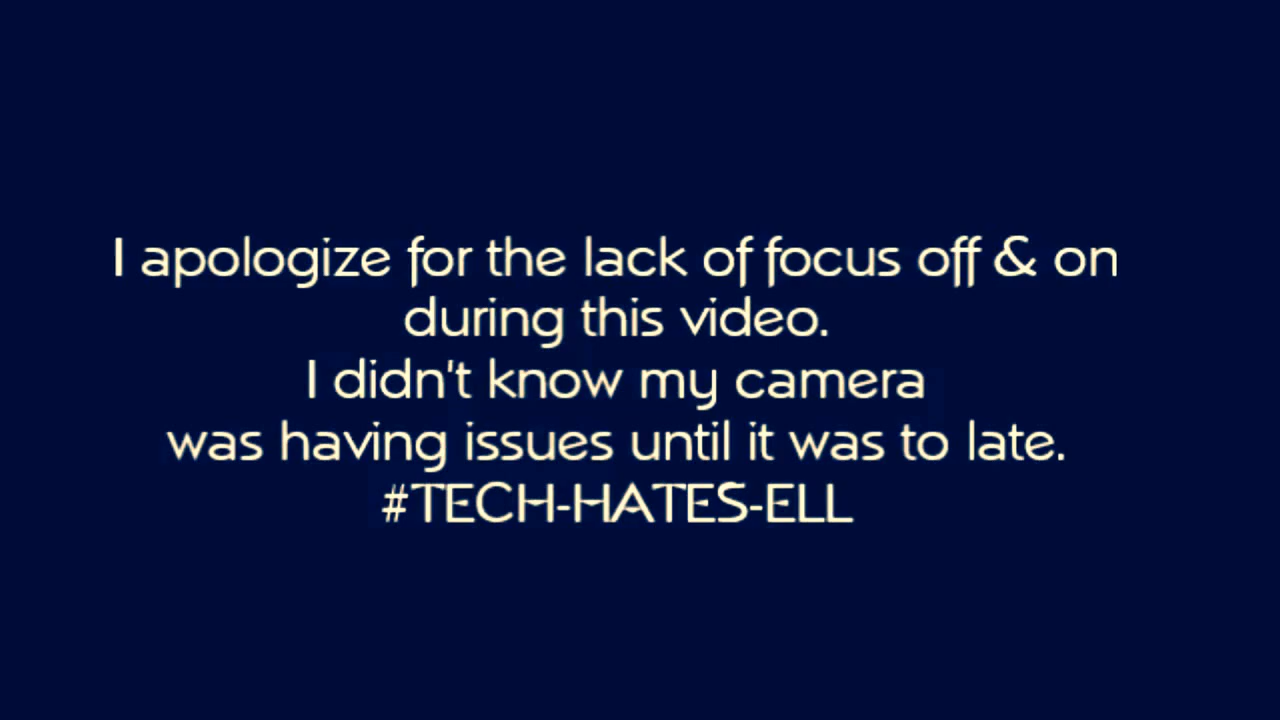 I apologize for the lack of focus off & on
during this video.
I didn't know my camera
was having issues until it was to late.
#TECH-HATES-ELL